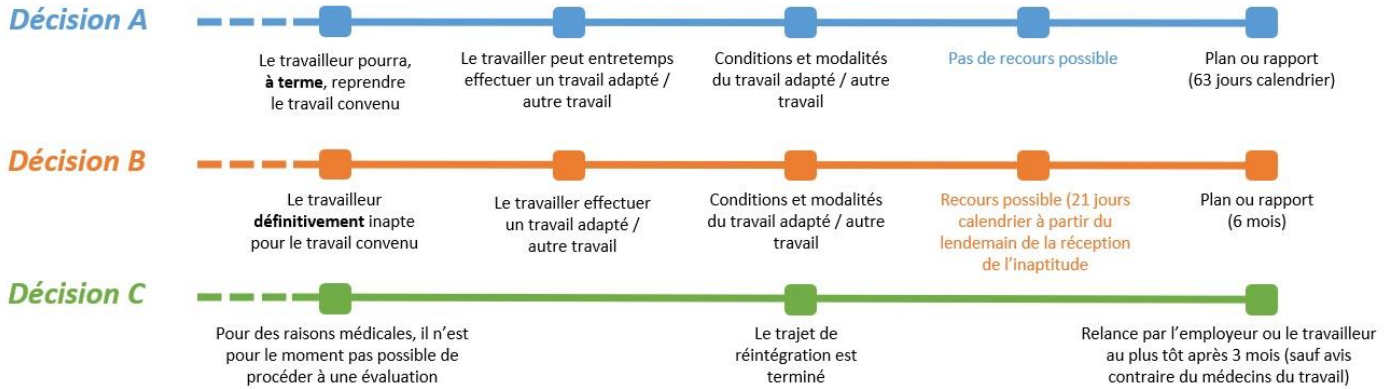 Décision A
Le travailleur pourra,
à terme, reprendre
le travail convenu
Le travailler peut entretemps
effectuer un travail adapté /
autre travail
Conditions et modalités
du travail adapté / autre
travail
Pas de recours possible
Plan ou rapport
(63 jours calendrier)
Décision B
Le travailleur
définitivement inapte
pour le travail convenu
Le travailler effectuer
un travail adapté /
autre travail
Conditions et modalités
du travail adapté / autre
travail
Recours possible (21 jours
calendrier à partir du
lendemain de la réception
de l'inaptitude
Plan ou rapport
(6 mois)
Décision C
Pour des raisons médicales, il n'est
pour le moment pas possible de
procéder à une évaluation
Le trajet de
réintégration est
terminé
Relance par l'employeur ou le travailleur
au plus tôt après 3 mois (sauf avis
contraire du médecins du travail)